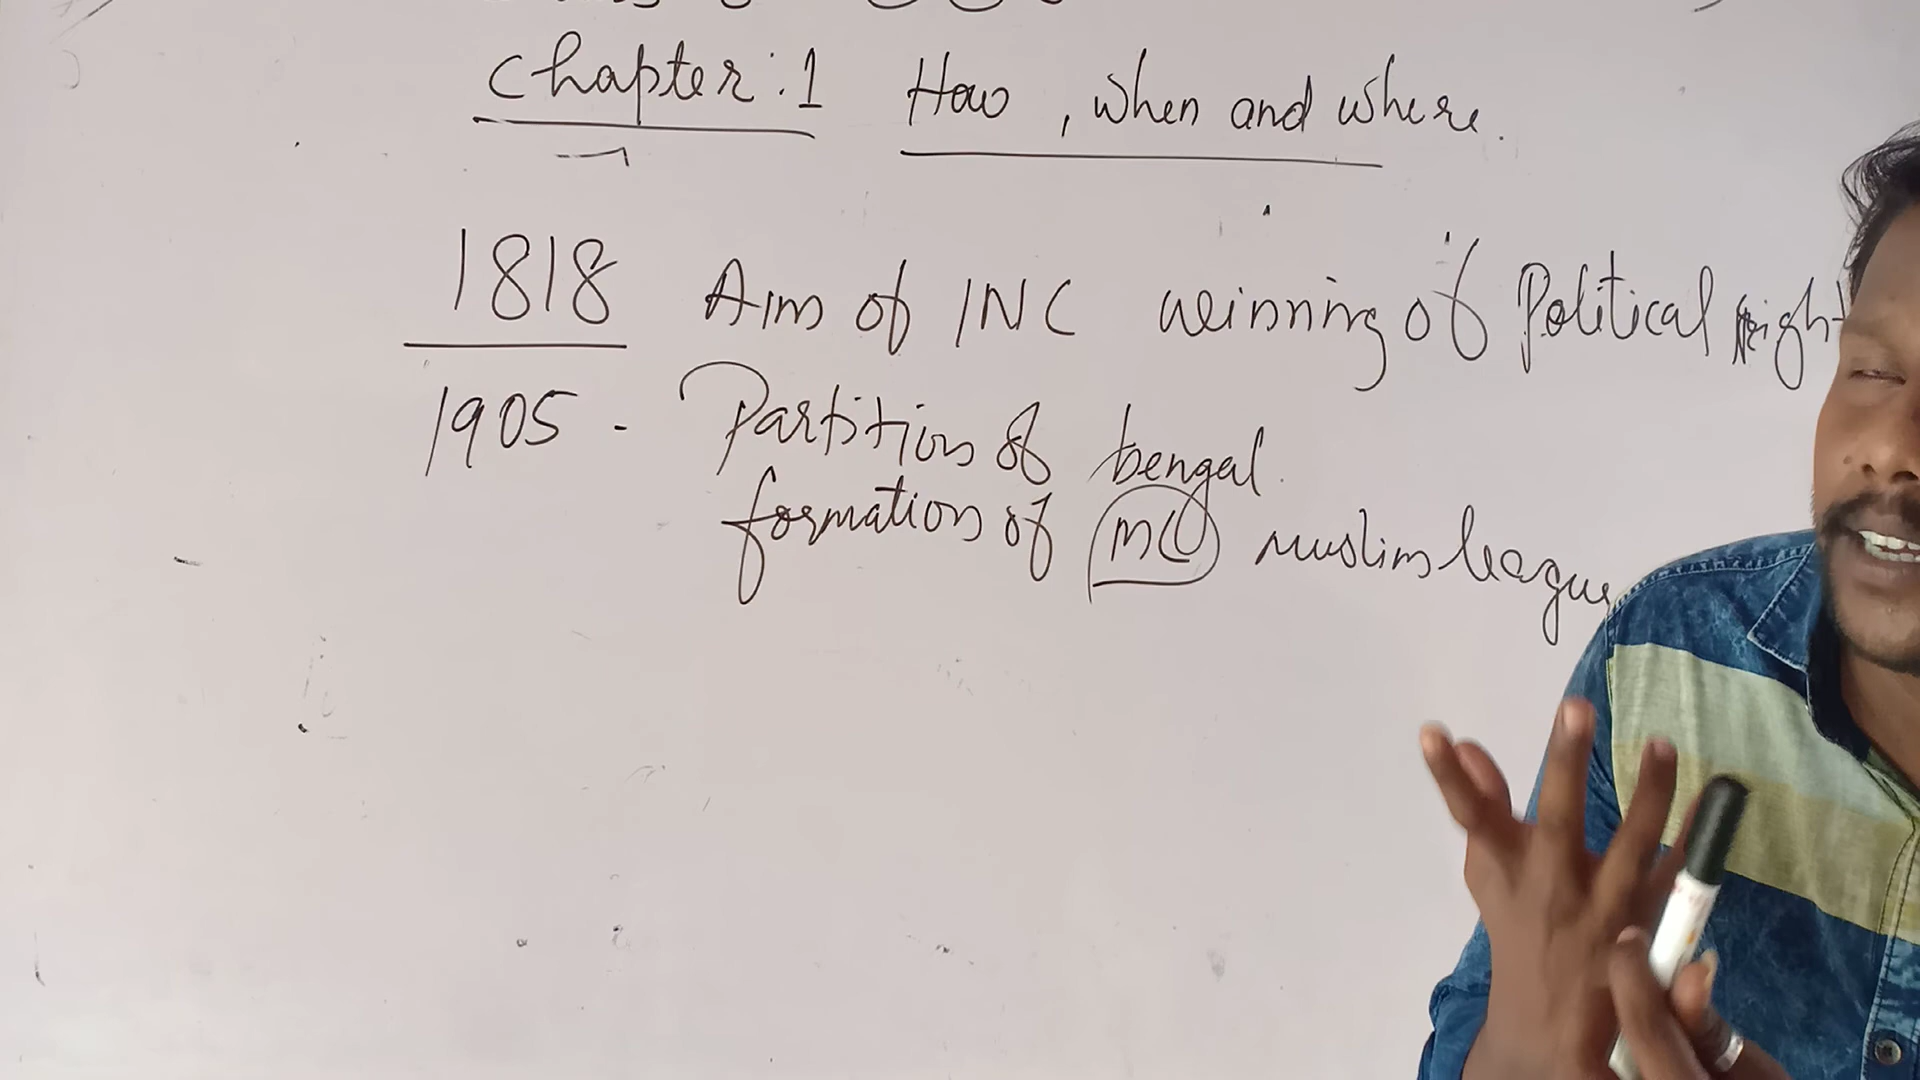 Chapter : 1 How , when and where.
1818 Aim of INC winning of Political right
1905 - Partition of bengal.
formation of ML muslim league